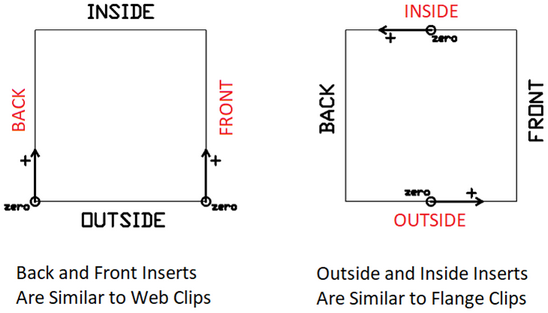 INSIDE
BACK
FRONT
+
+
zero
zero
OUTSIDE
Back and Front Inserts
Are Similar to Web Clips
INSIDE
+
zero
BACK
FRONT
zero
+
OUTSIDE
Outside and Inside Inserts
Are Similar to Flange Clips